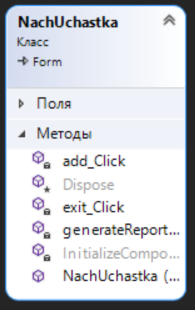 NachUchastka
Класс
Form
Поля
Методы
add_Click
Dispose
exit_Click
generateReport...
InitializeCompo...
NachUchastka (...